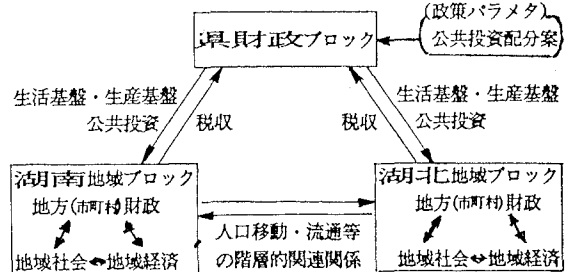 (政策パラメタ)
県財政ブロック
公共投資配分案
生活基盤・生産基盤
公共投資
税収
税収
生活基盤・生産基盤
公共投資
湖南地域ブロック
地方(市町村)財政
地域社会↔地域経済
人口移動・流通等
の階層的関連関係
湖北地域ブロック
地方(市町村)財政
地域社会↔地域経済